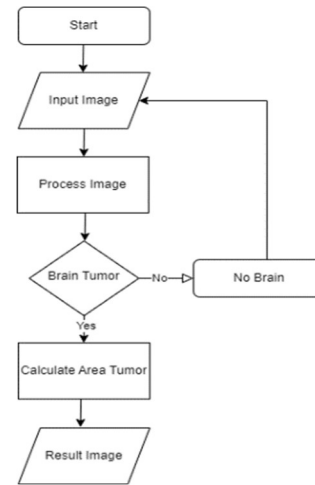 Start
Input Image
Process Image
Brain Tumor
No
No Brain
Yes
Calculate Area Tumor
Result Image